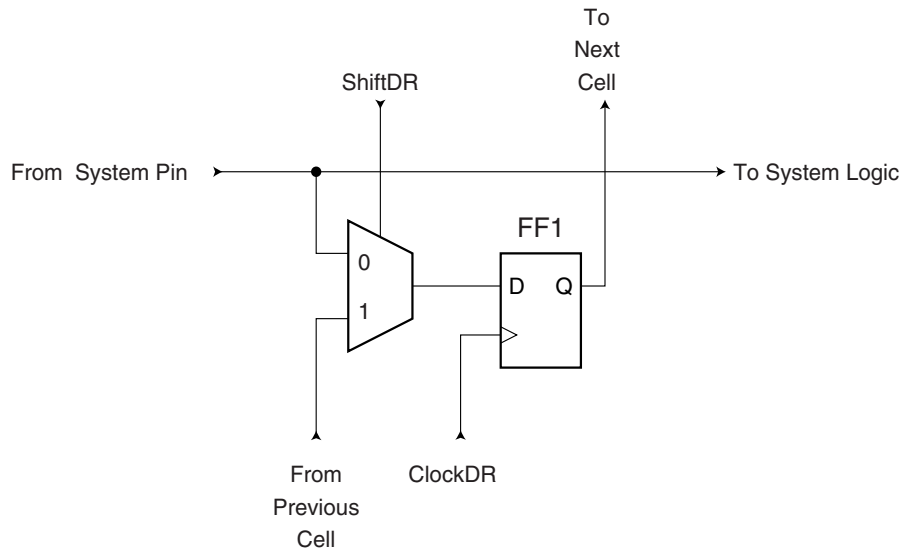 To
Next
Cell
ShiftDR
From System Pin
To System Logic
FF1
0
D Q
1
From
Previous
Cell
ClockDR